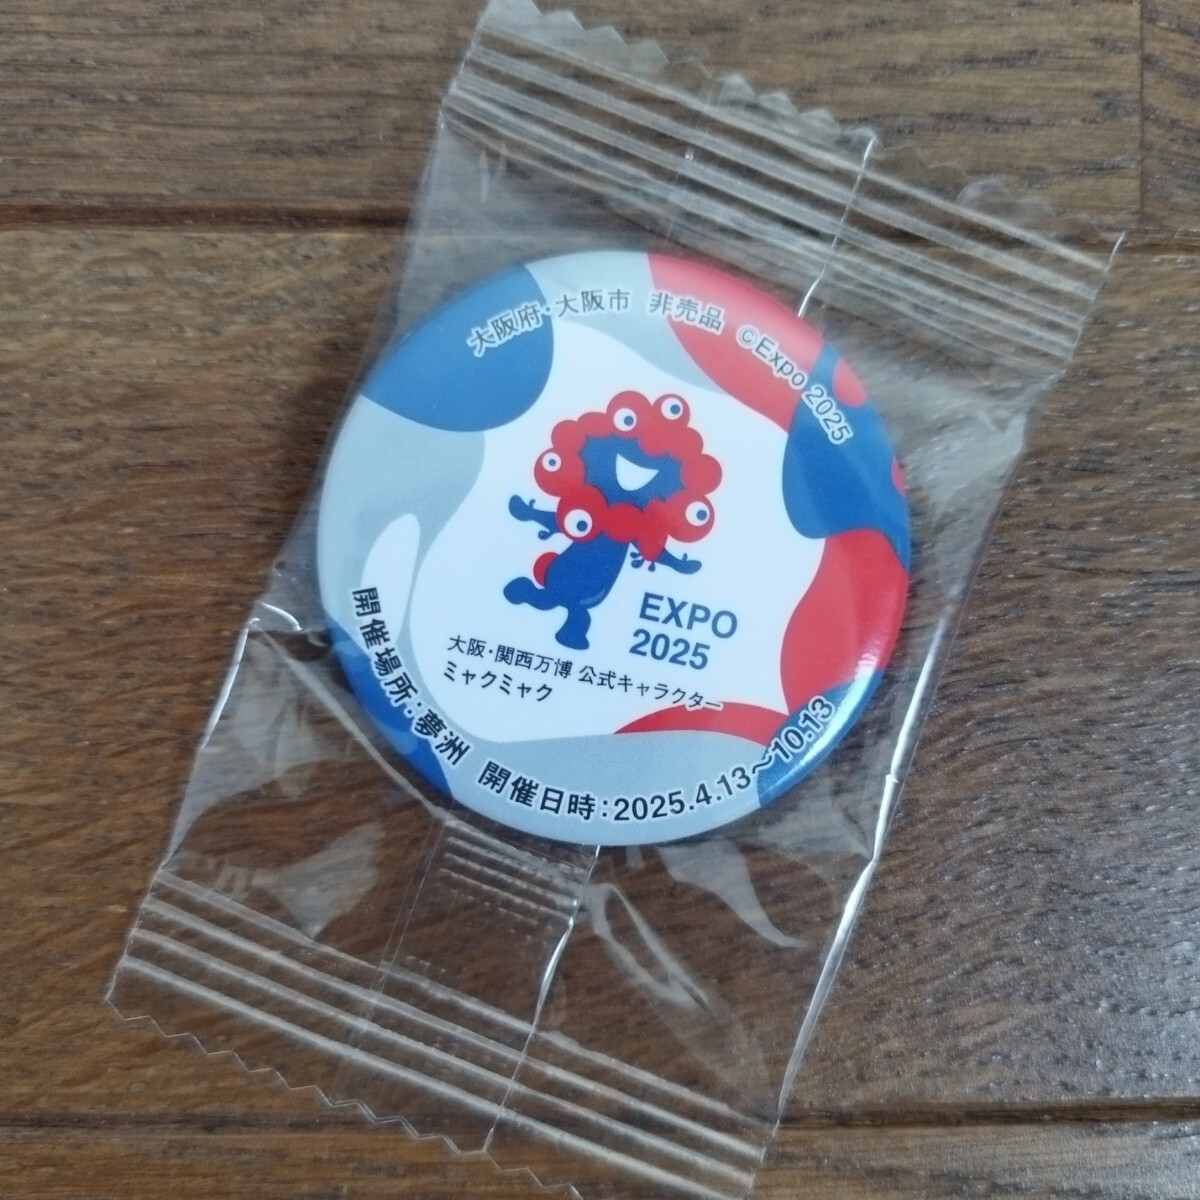 大阪府・大阪市 非売品 ©Expo 2025
EXPO
2025
大阪・関西万博 公式キャラクター
ミャクミャク
開催場所：夢洲 開催日時：2025.4.13～10.13